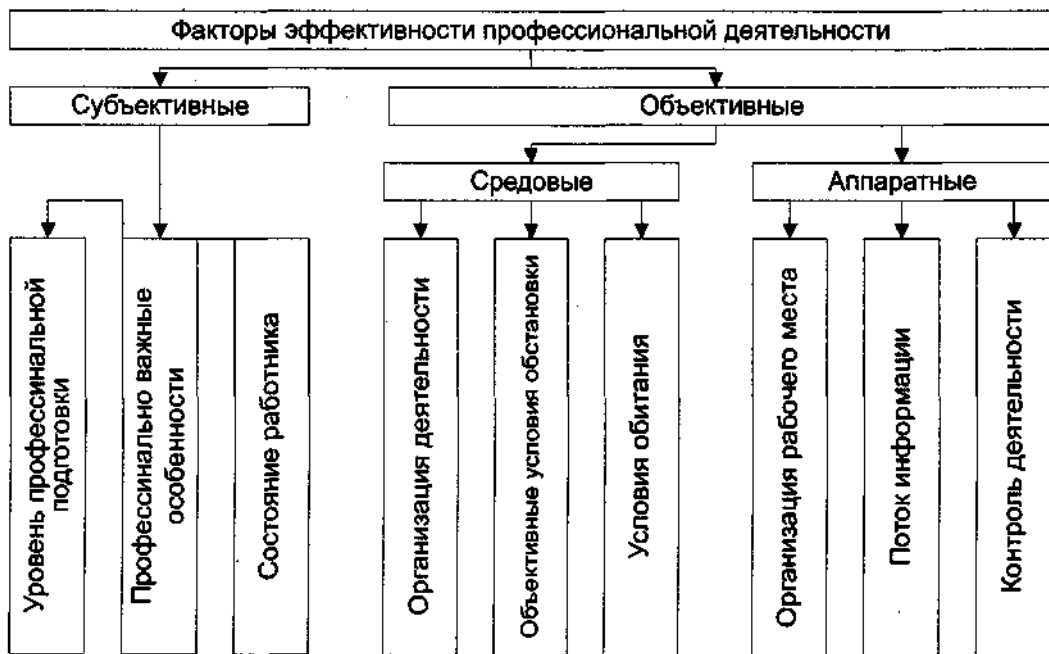 Факторы эффективности профессиональной деятельности
Субъективные
Объективные
Средовые
Аппаратные
Уровень профессинальной
подготовки
Профессинально важные
особенности
Состояние работника
Организация деятельности
Объективные условия обстановки
Условия обитания
Организация рабочего места
Поток информации
Контроль деятельности